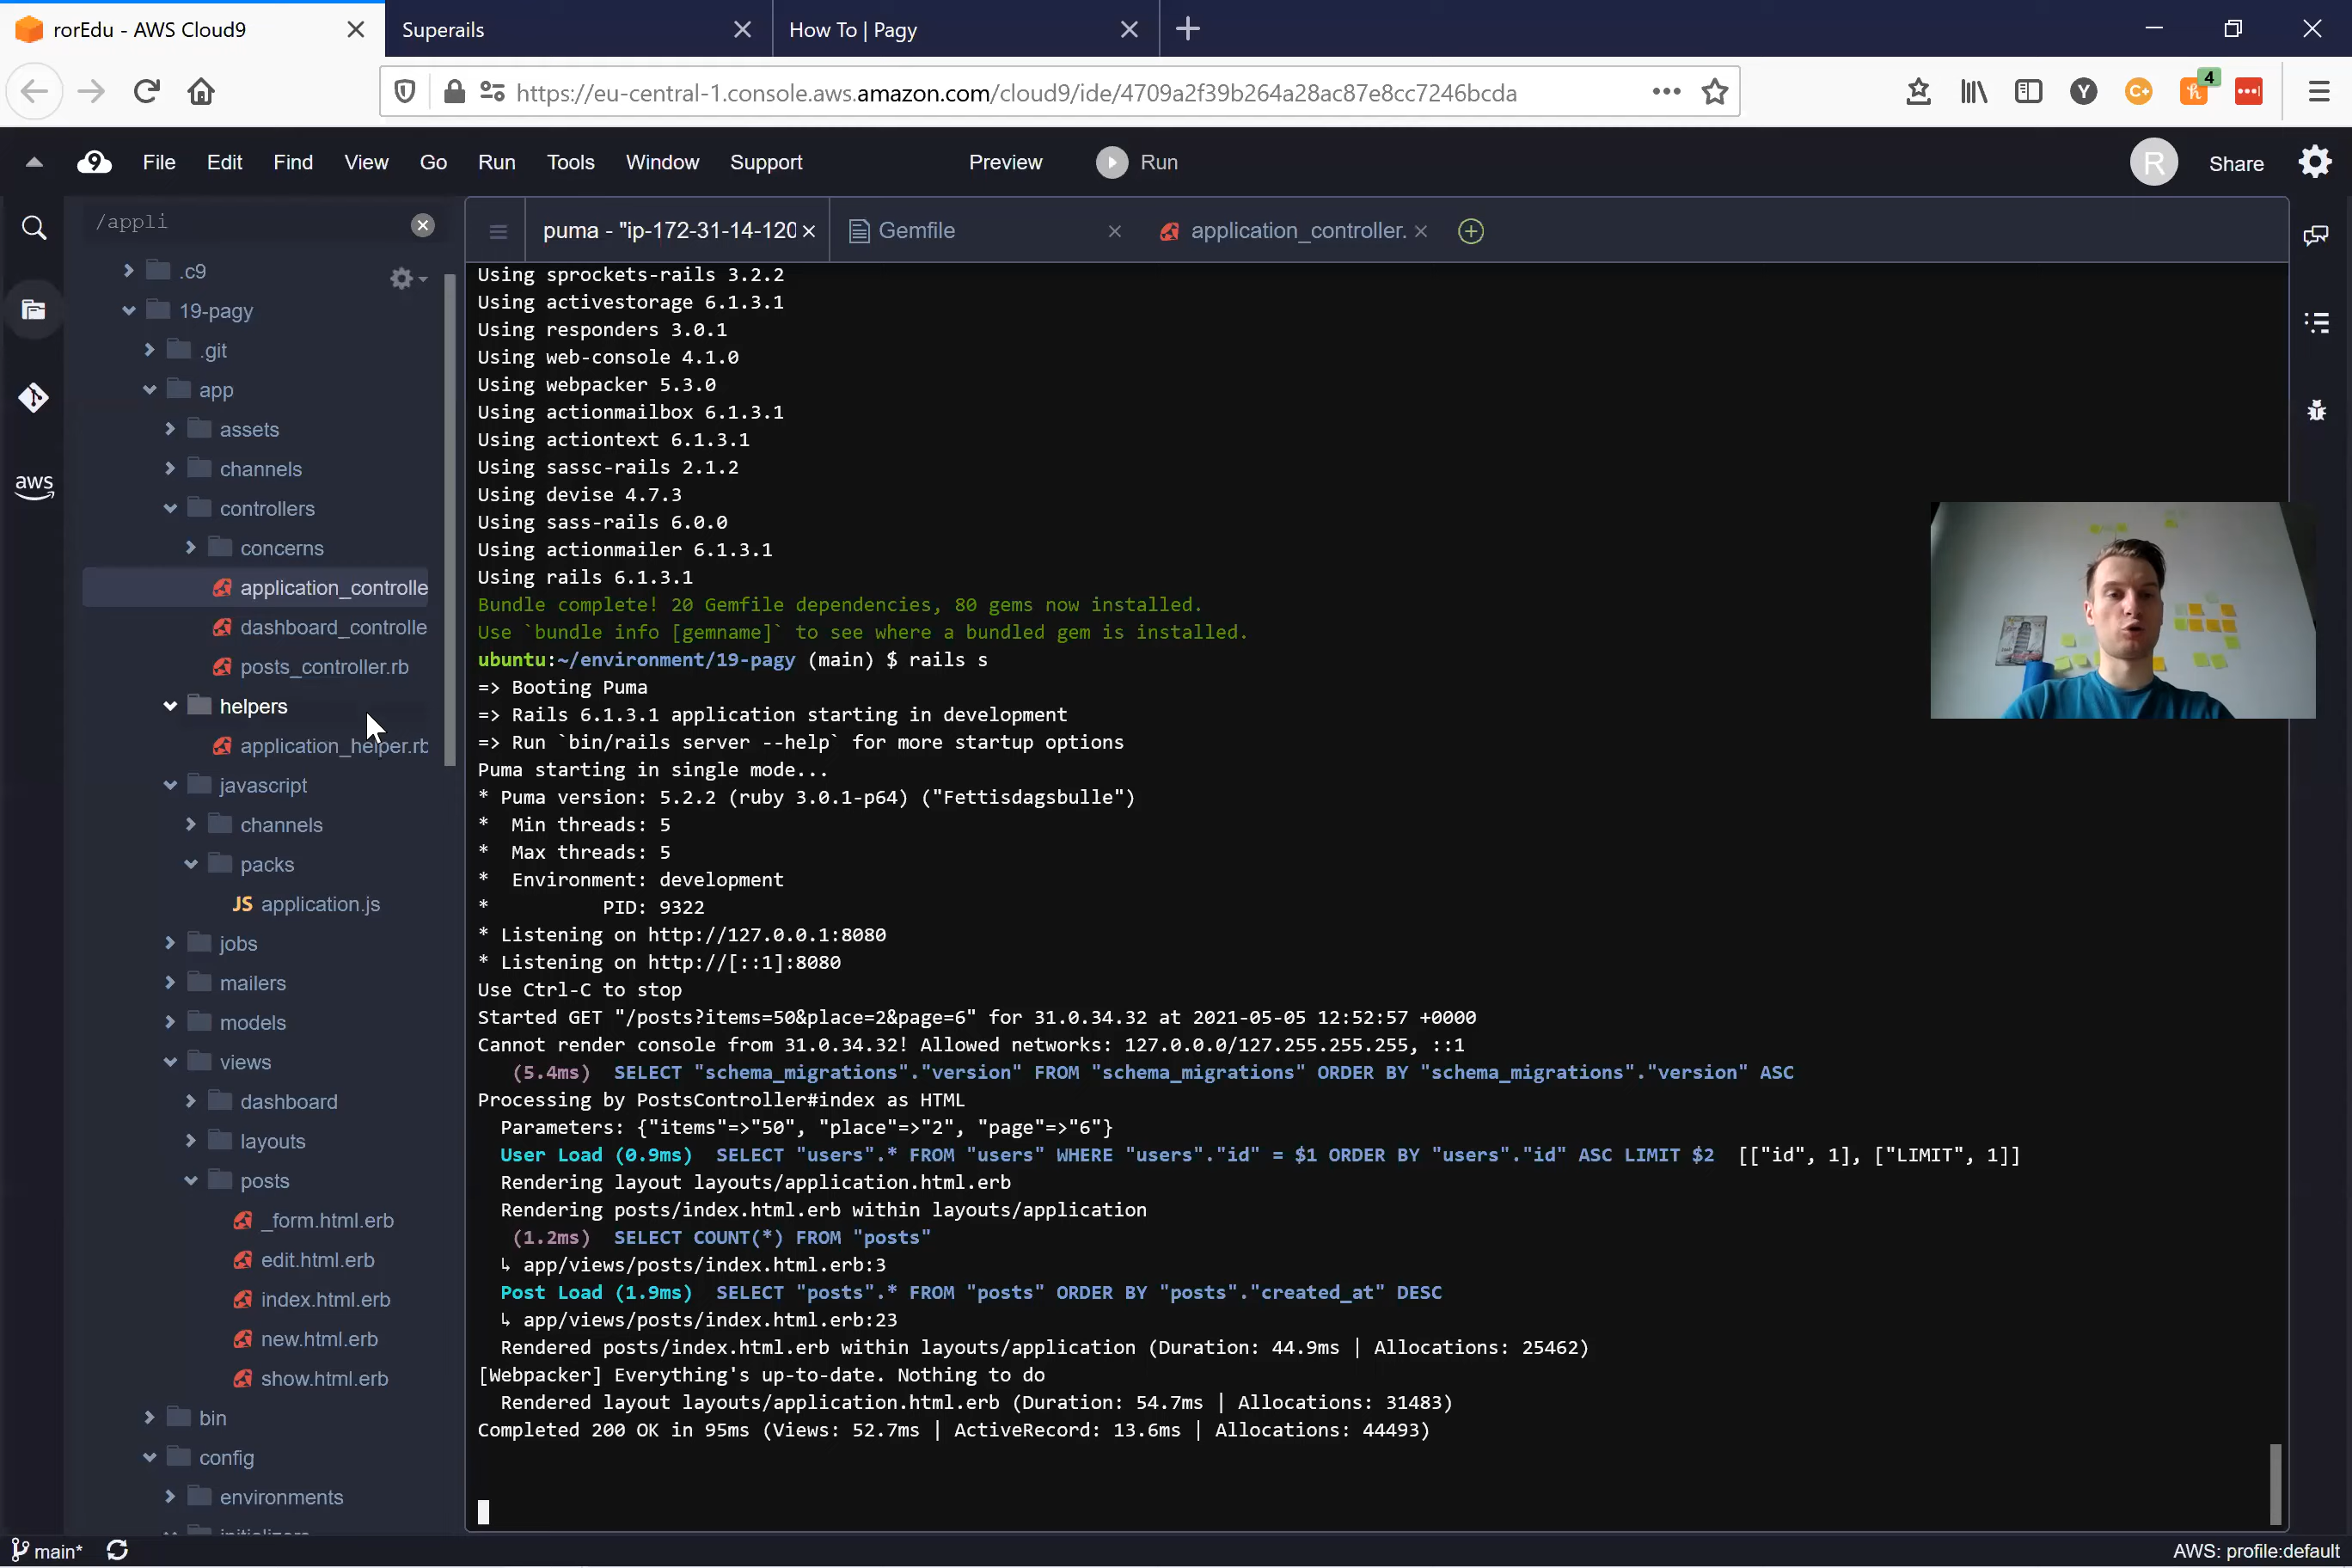 rorEdu - AWS Cloud9
Superails
How To | Pagy
https://eu-central-1.console.aws.amazon.com/cloud9/ide/4709a2f39b264a28ac87e8cc7246bcda
Y
C+
4
9
File Edit Find View Go Run Tools Window Support
Preview
Run
R
Share
/appli
puma - "ip-172-31-14-120
Gemfile
application_controller.
.c9
19-pagy
.git
app
assets
channels
controllers
concerns
application_controlle
dashboard_controlle
posts_controller.rb
helpers
application_helper.rb
javascript
channels
packs
JS application.js
jobs
mailers
models
views
dashboard
layouts
posts
_form.html.erb
edit.html.erb
index.html.erb
new.html.erb
show.html.erb
bin
config
environments
initializers
aws
Using sprockets-rails 3.2.2
Using activestorage 6.1.3.1
Using responders 3.0.1
Using web-console 4.1.0
Using webpacker 5.3.0
Using actionmailbox 6.1.3.1
Using actiontext 6.1.3.1
Using sassc-rails 2.1.2
Using devise 4.7.3
Using sass-rails 6.0.0
Using actionmailer 6.1.3.1
Using rails 6.1.3.1
Bundle complete! 20 Gemfile dependencies, 80 gems now installed.
Use `bundle info [gemname]` to see where a bundled gem is installed.
ubuntu:~/environment/19-pagy (main) $ rails s
=> Booting Puma
=> Rails 6.1.3.1 application starting in development
=> Run `bin/rails server --help` for more startup options
Puma starting in single mode...
* Puma version: 5.2.2 (ruby 3.0.1-p64) ("Fettisdagsbulle")
*  Min threads: 5
*  Max threads: 5
*  Environment: development
*          PID: 9322
* Listening on http://127.0.0.1:8080
* Listening on http://[::1]:8080
Use Ctrl-C to stop
Started GET "/posts?items=50&place=2&page=6" for 31.0.34.32 at 2021-05-05 12:52:57 +0000
Cannot render console from 31.0.34.32! Allowed networks: 127.0.0.0/127.255.255.255, ::1
(5.4ms)  SELECT "schema_migrations"."version" FROM "schema_migrations" ORDER BY "schema_migrations"."version" ASC
Processing by PostsController#index as HTML
Parameters: {"items"=>"50", "place"=>"2", "page"=>"6"}
User Load (0.9ms)  SELECT "users".* FROM "users" WHERE "users"."id" = $1 ORDER BY "users"."id" ASC LIMIT $2  [["id", 1], ["LIMIT", 1]]
Rendering layout layouts/application.html.erb
Rendering posts/index.html.erb within layouts/application
(1.2ms)  SELECT COUNT(*) FROM "posts"
↳ app/views/posts/index.html.erb:3
Post Load (1.9ms)  SELECT "posts".* FROM "posts" ORDER BY "posts"."created_at" DESC
↳ app/views/posts/index.html.erb:23
Rendered posts/index.html.erb within layouts/application (Duration: 44.9ms | Allocations: 25462)
[Webpacker] Everything's up-to-date. Nothing to do
Rendered layout layouts/application.html.erb (Duration: 54.7ms | Allocations: 31483)
Completed 200 OK in 95ms (Views: 52.7ms | ActiveRecord: 13.6ms | Allocations: 44493)
main*
AWS: profile:default